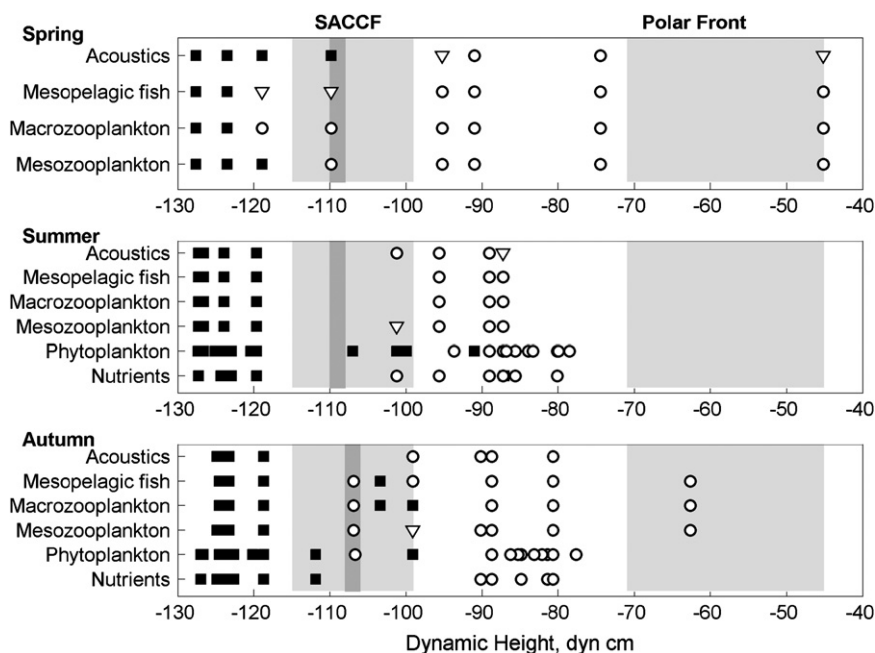 SACCF Polar Front
Spring
Acoustics
Mesopelagic fish
Macrozooplankton
Mesozooplankton
-130 -120 -110 -100 -90 -80 -70 -60 -50 -40
Summer
Acoustics
Mesopelagic fish
Macrozooplankton
Mesozooplankton
Phytoplankton
Nutrients
-130 -120 -110 -100 -90 -80 -70 -60 -50 -40
Autumn
Acoustics
Mesopelagic fish
Macrozooplankton
Mesozooplankton
Phytoplankton
Nutrients
-130 -120 -110 -100 -90 -80 -70 -60 -50 -40
Dynamic Height, dyn cm